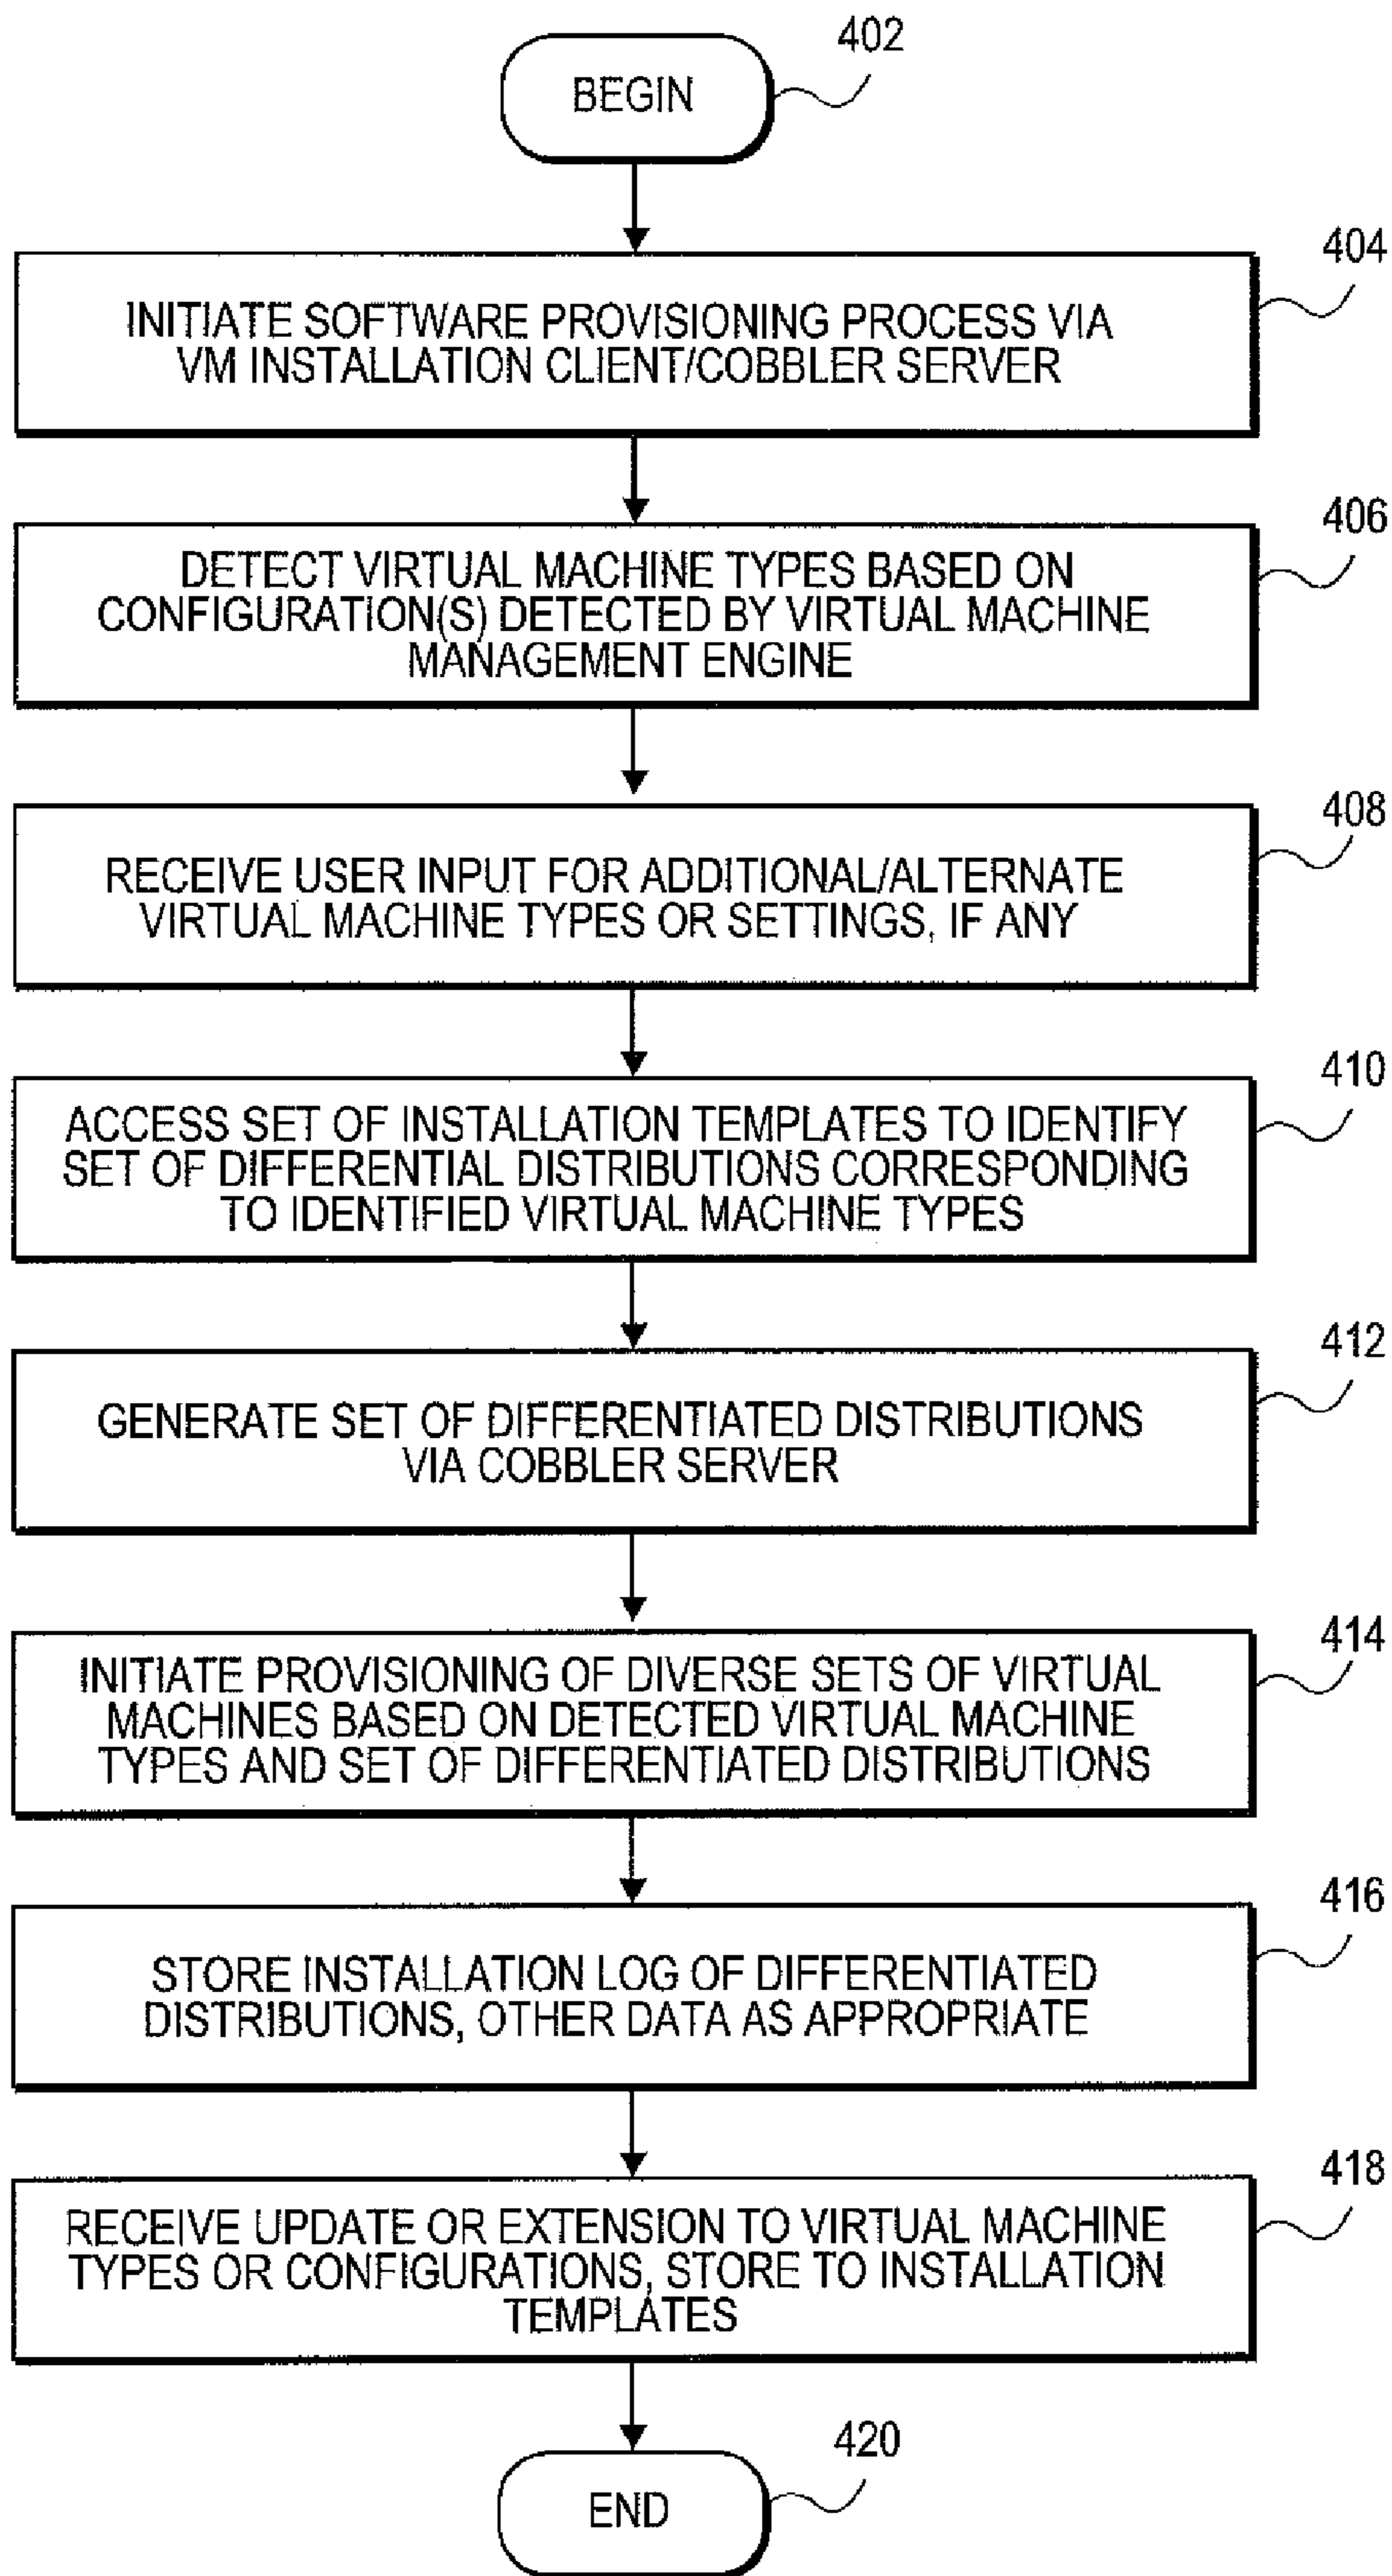 402
BEGIN
404
INITIATE SOFTWARE PROVISIONING PROCESS VIA
VM INSTALLATION CLIENT/COBBLER SERVER
406
DETECT VIRTUAL MACHINE TYPES BASED ON
CONFIGURATION(S) DETECTED BY VIRTUAL MACHINE
MANAGEMENT ENGINE
408
RECEIVE USER INPUT FOR ADDITIONAL/ALTERNATE
VIRTUAL MACHINE TYPES OR SETTINGS, IF ANY
410
ACCESS SET OF INSTALLATION TEMPLATES TO IDENTIFY
SET OF DIFFERENTIAL DISTRIBUTIONS CORRESPONDING
TO IDENTIFIED VIRTUAL MACHINE TYPES
412
GENERATE SET OF DIFFERENTIATED DISTRIBUTIONS
VIA COBBLER SERVER
414
INITIATE PROVISIONING OF DIVERSE SETS OF VIRTUAL
MACHINES BASED ON DETECTED VIRTUAL MACHINE
TYPES AND SET OF DIFFERENTIATED DISTRIBUTIONS
416
STORE INSTALLATION LOG OF DIFFERENTIATED
DISTRIBUTIONS, OTHER DATA AS APPROPRIATE
418
RECEIVE UPDATE OR EXTENSION TO VIRTUAL MACHINE
TYPES OR CONFIGURATIONS, STORE TO INSTALLATION
TEMPLATES
420
END